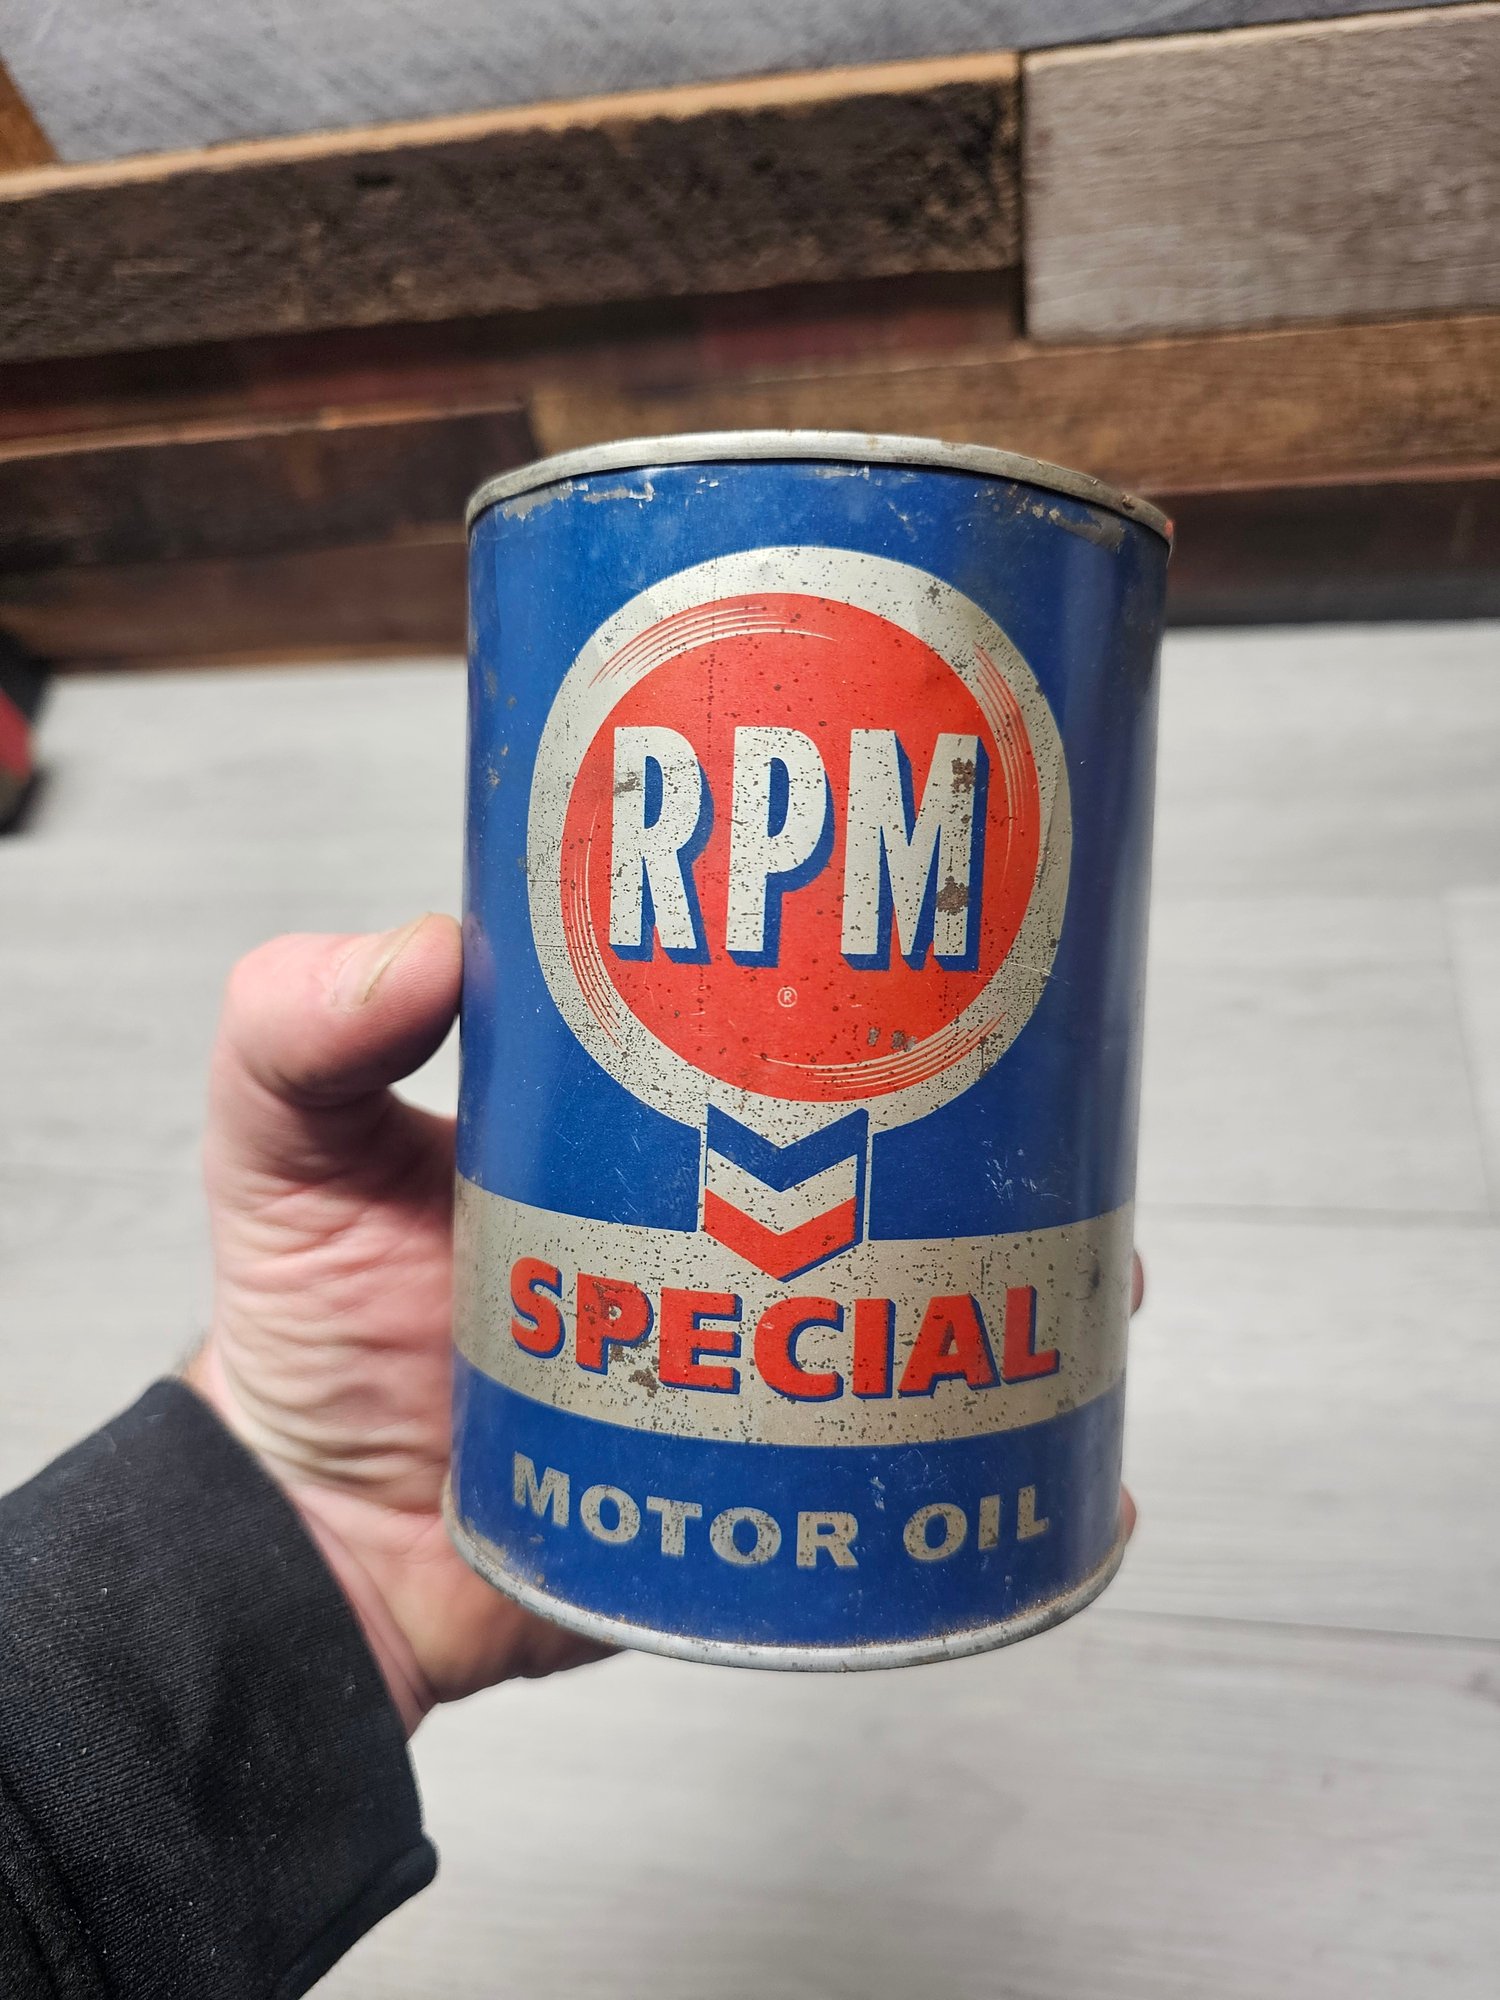 RPM
®
SPECIAL
MOTOR OIL